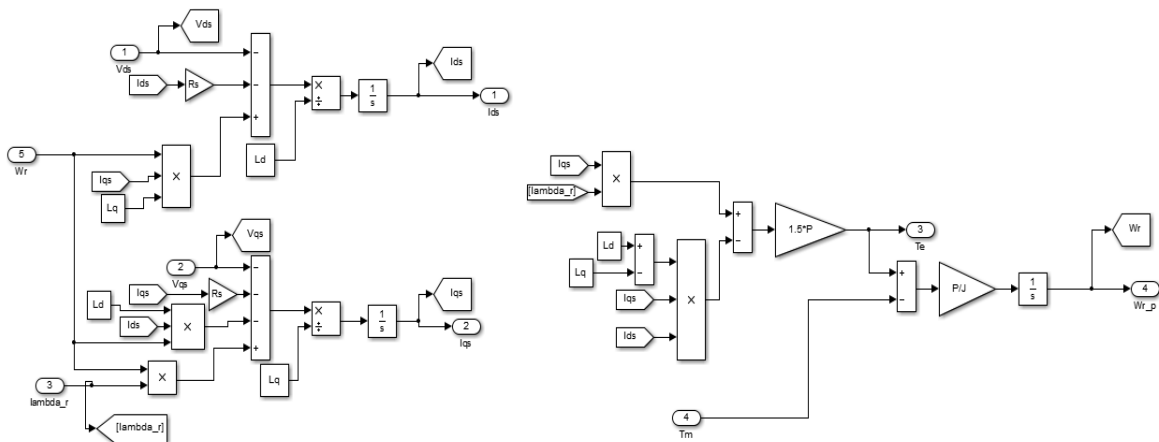 Vds
1
Vds
Ids
Rs
−
−
+
×
÷
1
s
Ids
1
Ids
Ld
5
Wr
Iqs
Lq
×
Vqs
2
Vqs
Iqs
Rs
Ld
Ids
×
−
−
−
+
×
÷
1
s
Iqs
2
Iqs
Lq
3
lambda_r
×
[lambda_r]
Iqs
[lambda_r]
×
Ld
Lq
+
−
Iqs
Ids
×
+
−
1.5*P
3
Te
+
−
P/J
1
s
Wr
4
Wr_p
4
Tm